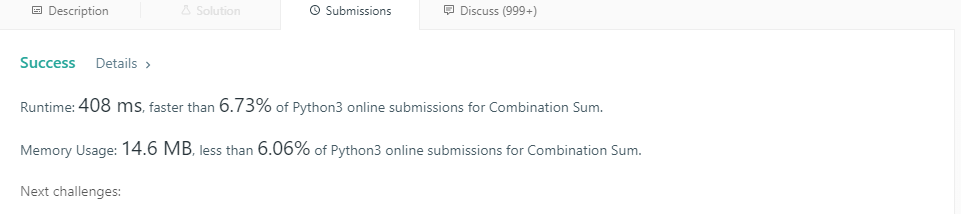 Description Solution Submissions Discuss (999+)
Success Details >
Runtime: 408 ms, faster than 6.73% of Python3 online submissions for Combination Sum.
Memory Usage: 14.6 MB, less than 6.06% of Python3 online submissions for Combination Sum.
Next challenges: